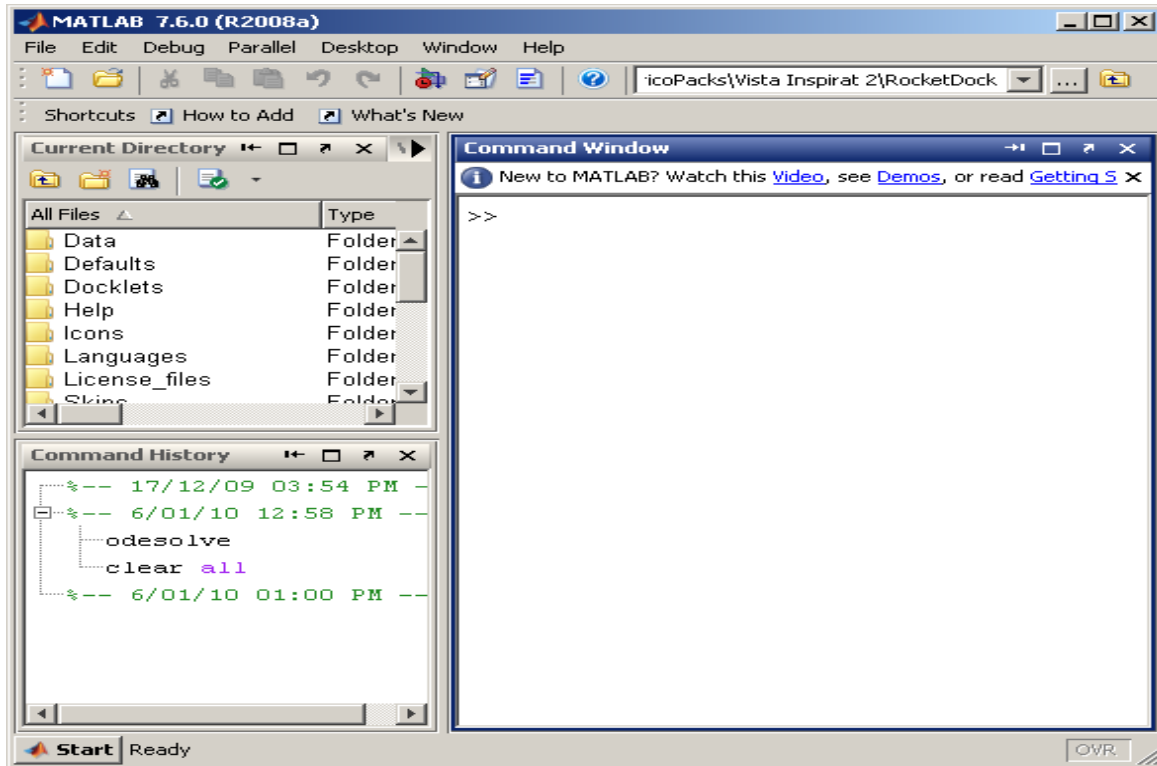 MATLAB 7.6.0 (R2008a)
File Edit Debug Parallel Desktop Window Help
icoPacks\Vista Inspirat 2\RocketDock ...
Shortcuts How to Add What's New
Current Directory
All Files Type
Data Folder
Defaults Folder
Docklets Folder
Help Folder
Icons Folder
Languages Folder
License_files Folder
Skins Folder
Command History
%-- 17/12/09 03:54 PM -
%-- 6/01/10 12:58 PM --
odesolve
clear all
%-- 6/01/10 01:00 PM --
Command Window
New to MATLAB? Watch this Video, see Demos, or read Getting S
>>
Start Ready
OVR